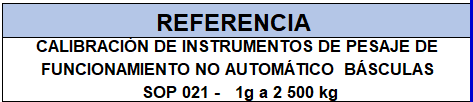 REFERENCIA
CALIBRACIÓN DE INSTRUMENTOS DE PESAJE DE
FUNCIONAMIENTO NO AUTOMÁTICO BÁSCULAS
SOP 021 - 1g a 2 500 kg